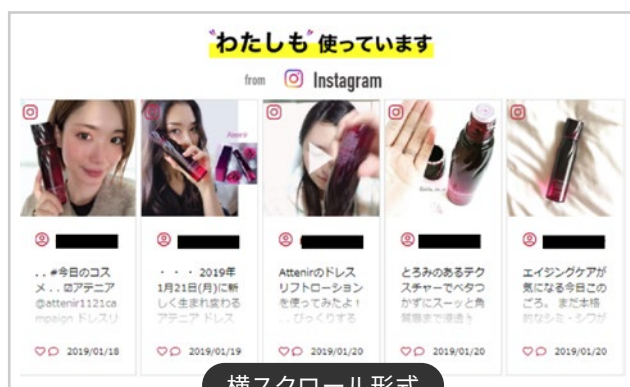 "わたしも"使っています
from Instagram
. . #今日のコス
メ . . ☑アテニア
@attenir1121ca
mpaign ドレスリ
2019/01/18
Attenir
・ ・ ・ 2019年
1月21日(月)に新
しく生まれ変わる
アテニア ドレス
2019/01/19
Attenirのドレス
リフトローション
を使ってみたよ!
. . びっくりする
2019/01/20
とろみのあるテク
スチャーでベタつ
かずにスーッと角
質層まで浸透う
2019/01/20
エイジングケアが
気になる今日この
ごろ。 まだ本格
的なシミ・シワが
2019/01/20
横スクロール形式